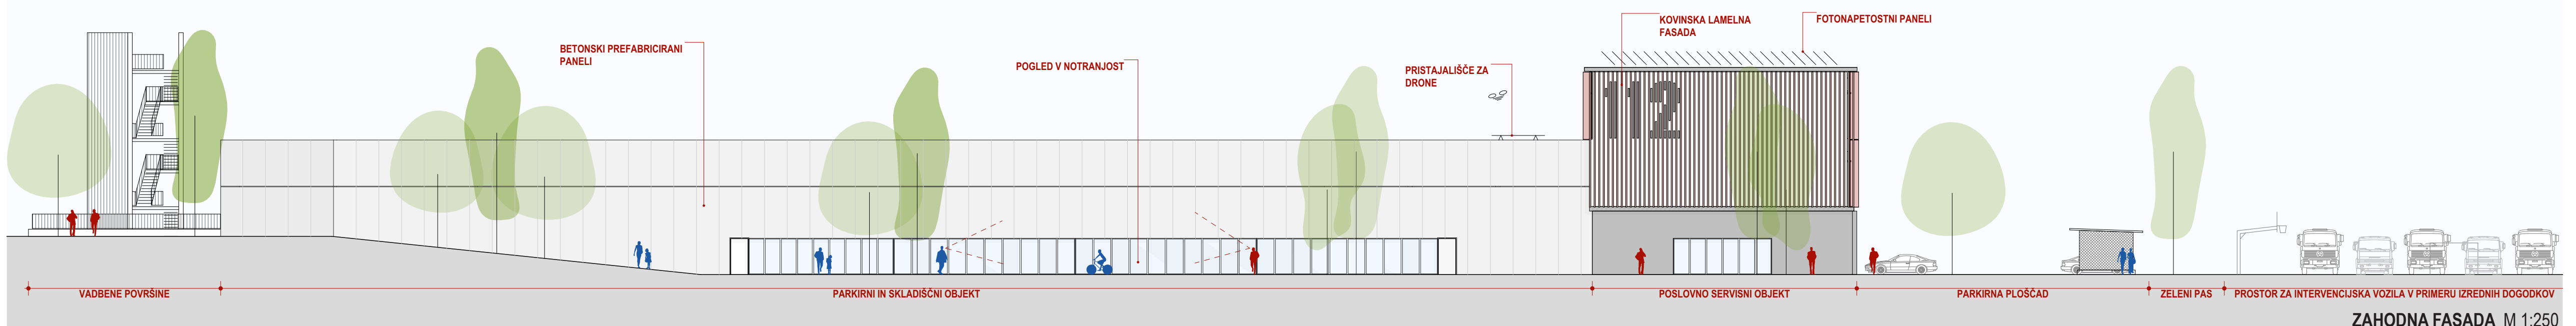 BETONSKI PREFABRICIRANI
PANELI
POGLED V NOTRANJOST
PRISTAJALIŠČE ZA
DRONE
KOVINSKA LAMELNA
FASADA
FOTONAPETOSTNI PANELI
112
VADBENE POVRŠINE
PARKIRNI IN SKLADIŠČNI OBJEKT
POSLOVNO SERVISNI OBJEKT
PARKIRNA PLOŠČAD
ZELENI PAS
PROSTOR ZA INTERVENCIJSKA VOZILA V PRIMERU IZREDNIH DOGODKOV
ZAHODNA FASADA M 1:250